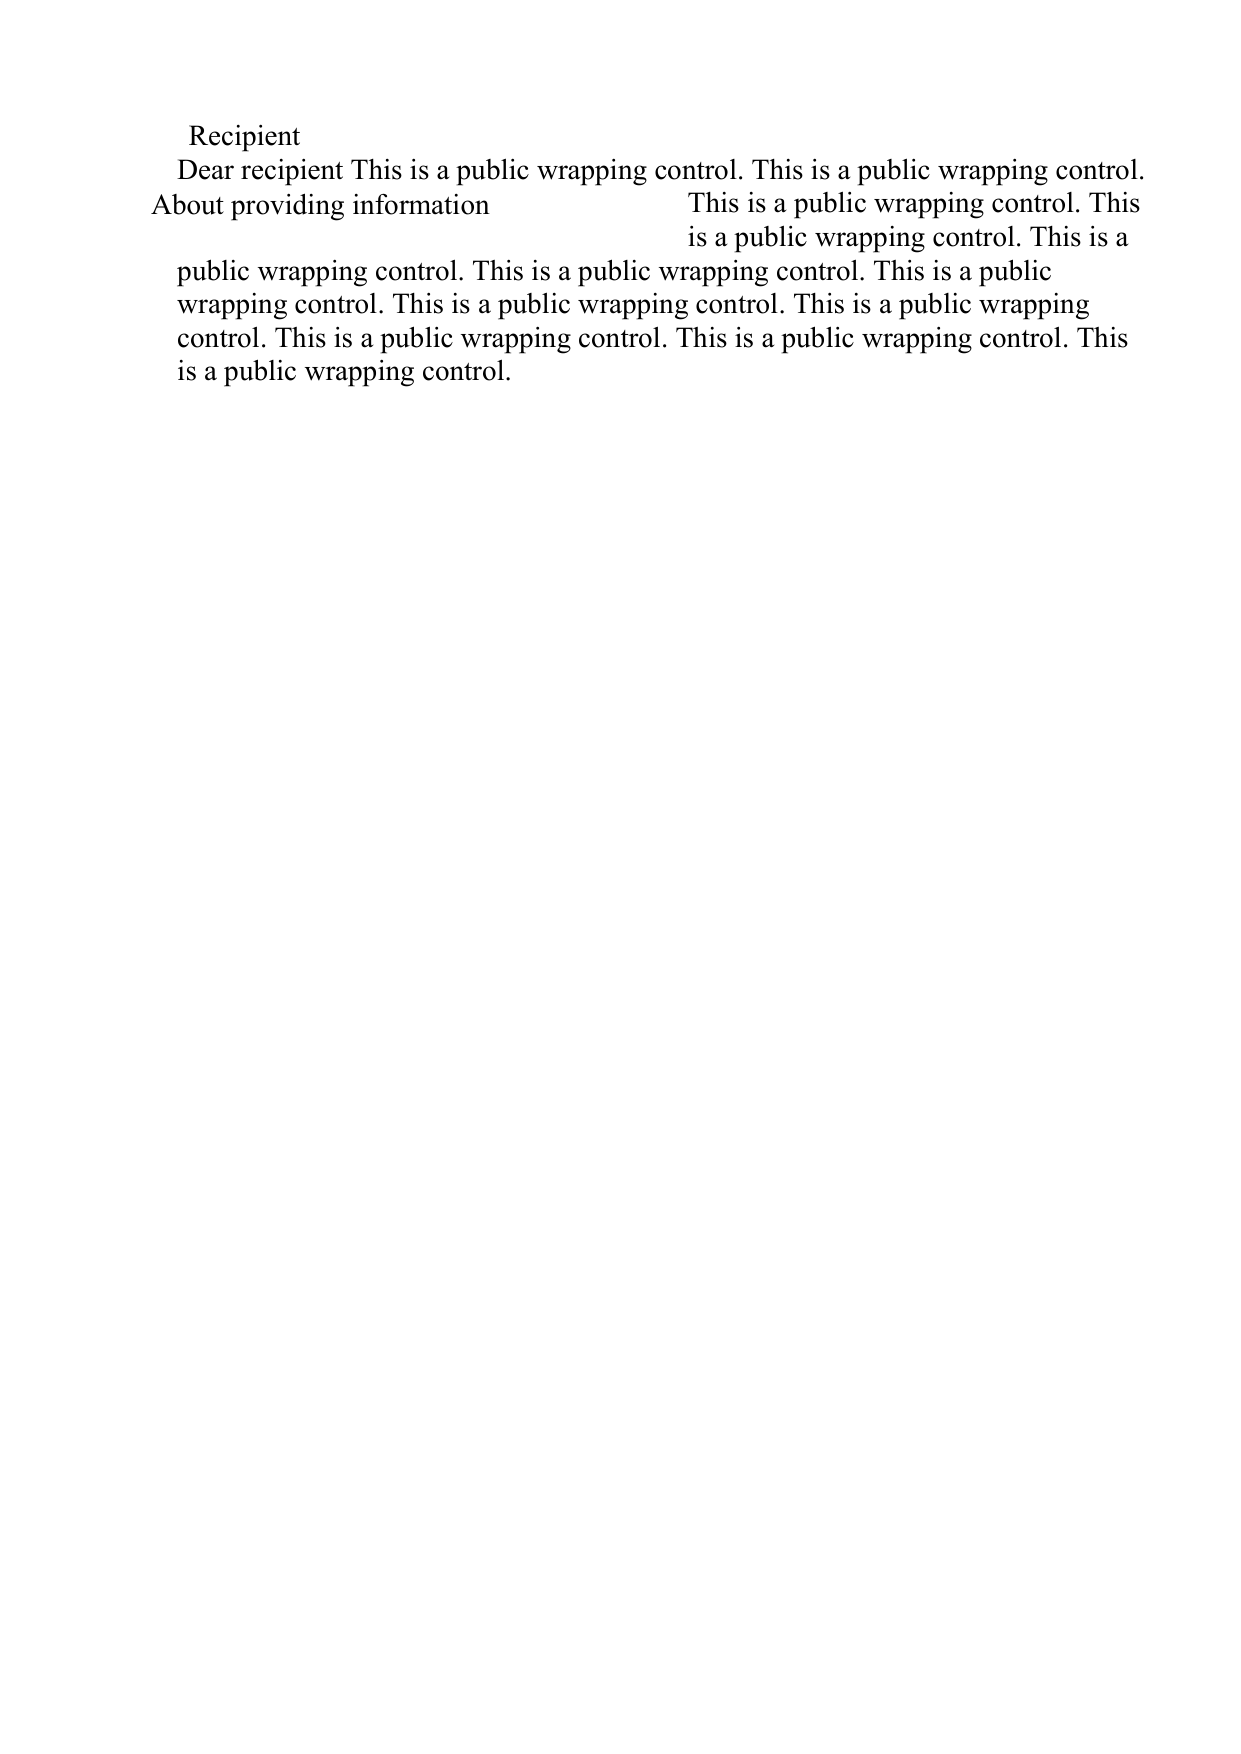 Recipient
Dear recipient This is a public wrapping control. This is a public wrapping control.
About providing information
This is a public wrapping control. This
is a public wrapping control. This is a
public wrapping control. This is a public wrapping control. This is a public
wrapping control. This is a public wrapping control. This is a public wrapping
control. This is a public wrapping control. This is a public wrapping control. This
is a public wrapping control.